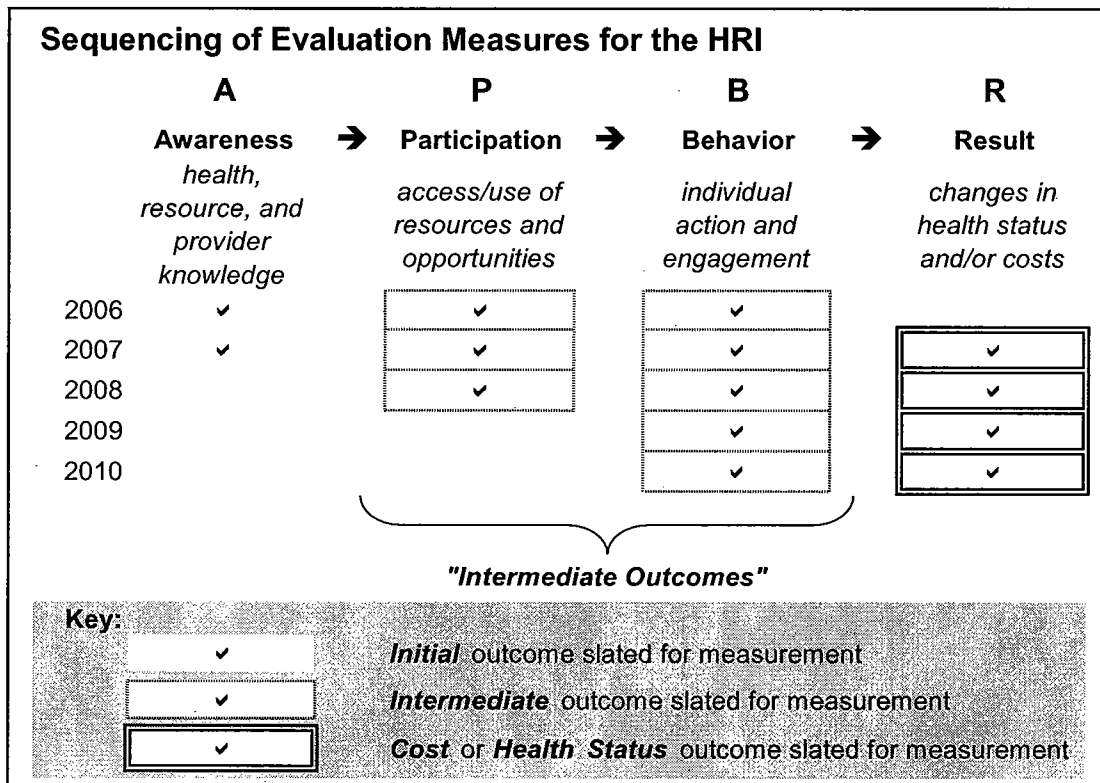 Sequencing of Evaluation Measures for the HRI
A P B R
Awareness ➔ Participation ➔ Behavior ➔ Result
health, resource, and provider knowledge
access/use of resources and opportunities
individual action and engagement
changes in health status and/or costs
2006 ✓ ✓ ✓
2007 ✓ ✓ ✓ ✓
2008 ✓ ✓ ✓
2009 ✓ ✓
2010 ✓ ✓
"Intermediate Outcomes"
Key:
✓ Initial outcome slated for measurement
✓ Intermediate outcome slated for measurement
✓ Cost or Health Status outcome slated for measurement